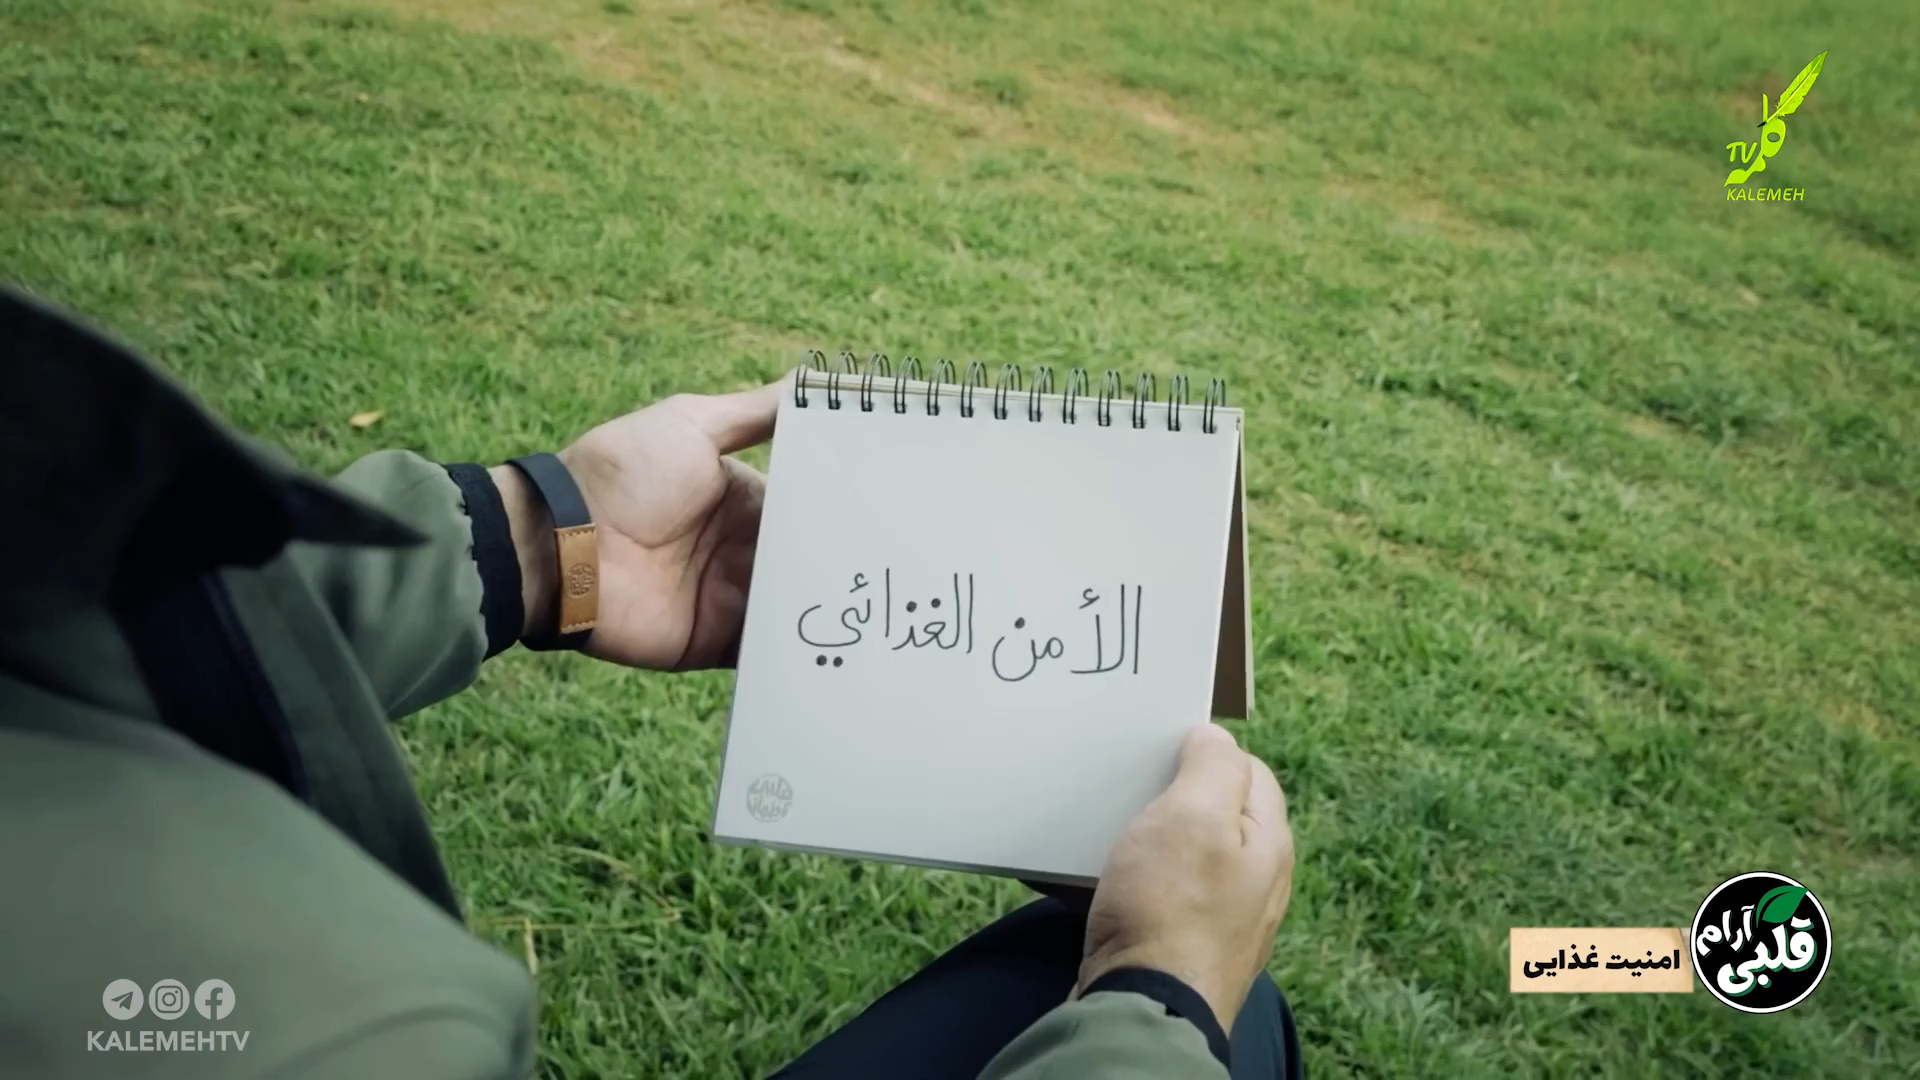 TV
KALEMEH
الأمن الغذائي
قلبی آرام
امنیت غذایی
KALEMEHTV